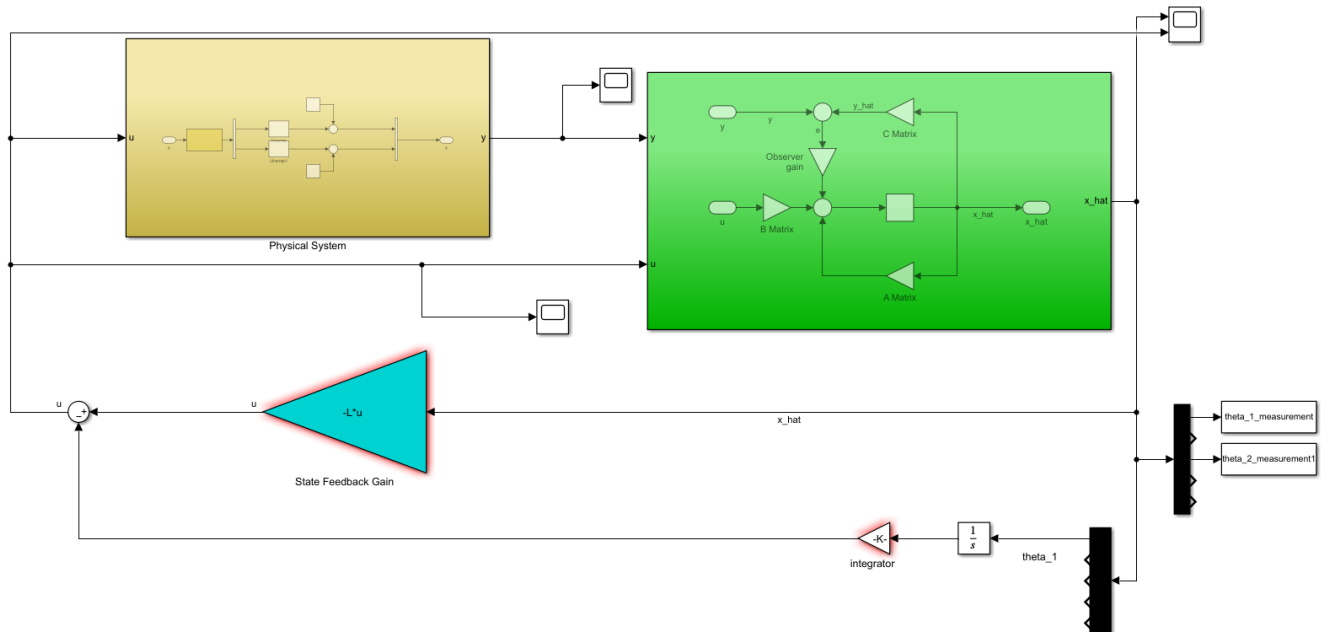 u
y
Physical System
y
u
x_hat
y
y
y_hat
C Matrix
e
Observer
gain
u
B Matrix
x_hat
x_hat
A Matrix
u
-
+
u
-L*u
State Feedback Gain
x_hat
theta_1_measurement
theta_2_measurement1
-K-
integrator
1
s
theta_1